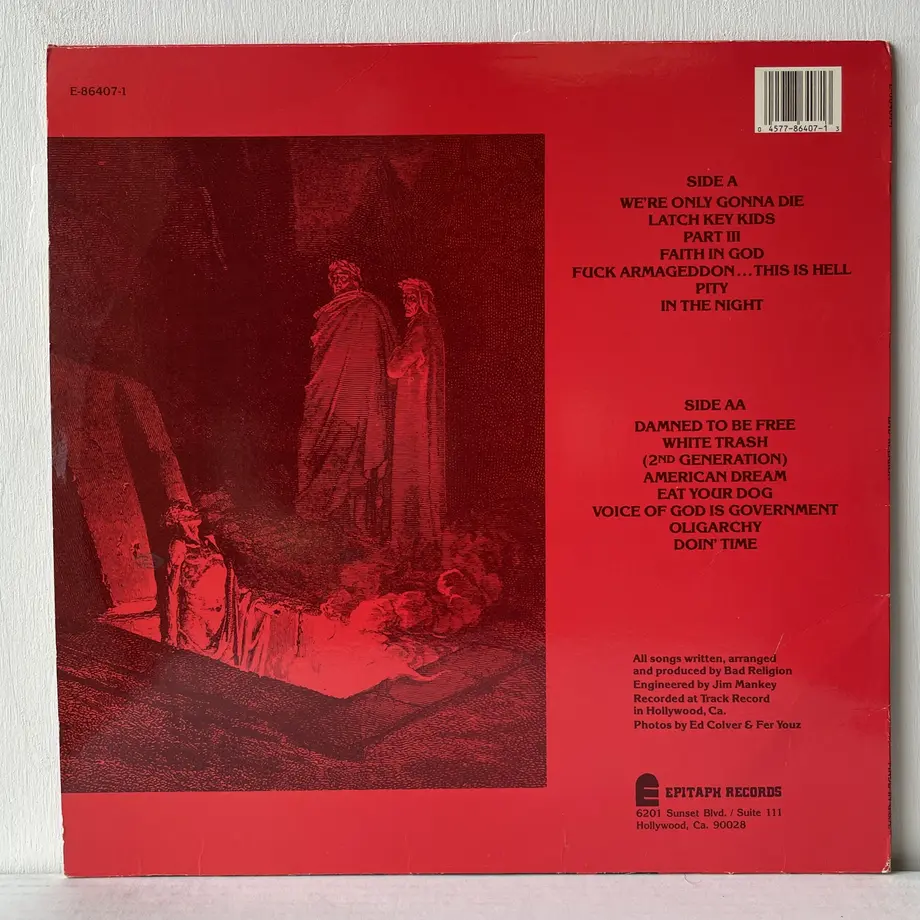 E-86407-1
0 4577-86407-1 3
SIDE A
WE'RE ONLY GONNA DIE
LATCH KEY KIDS
PART III
FAITH IN GOD
FUCK ARMAGEDDON...THIS IS HELL
PITY
IN THE NIGHT
SIDE AA
DAMNED TO BE FREE
WHITE TRASH
(2ND GENERATION)
AMERICAN DREAM
EAT YOUR DOG
VOICE OF GOD IS GOVERNMENT
OLIGARCHY
DOIN' TIME
All songs written, arranged
and produced by Bad Religion
Engineered by Jim Mankey
Recorded at Track Record
in Hollywood, Ca.
Photos by Ed Colver & Fer Youz
EPITAPH RECORDS
6201 Sunset Blvd. / Suite 111
Hollywood, Ca. 90028